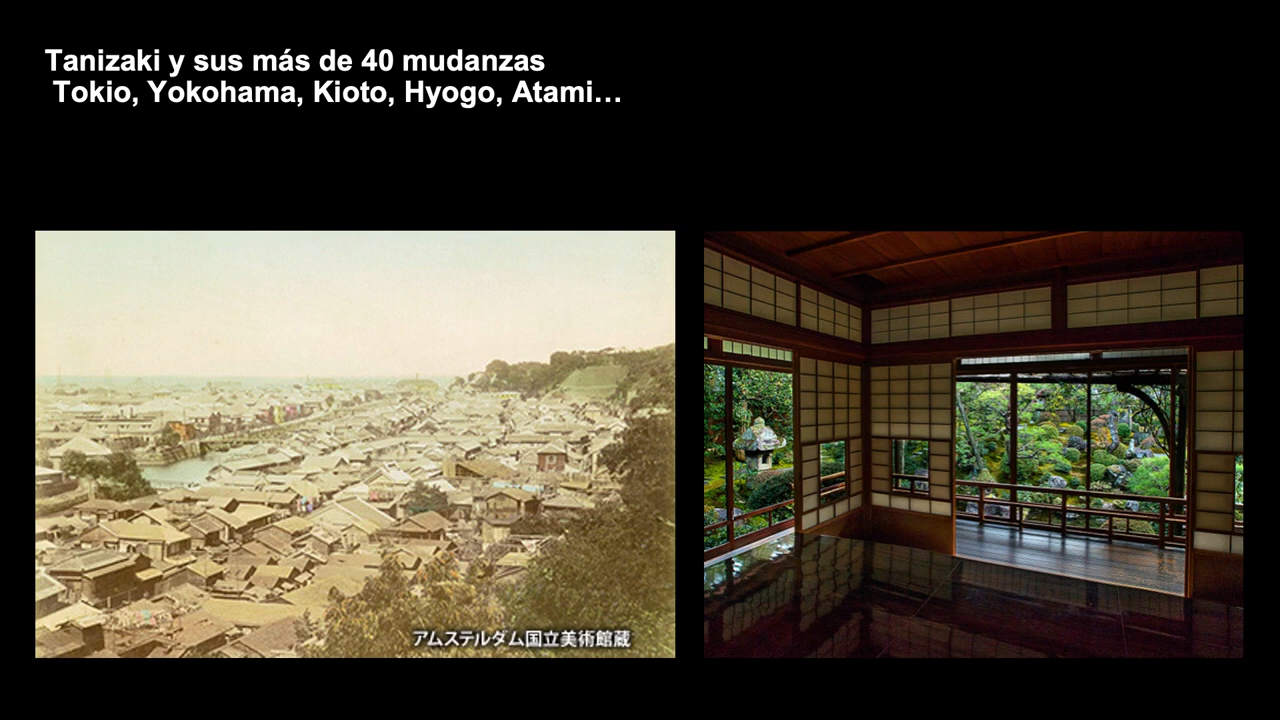 Tanizaki y sus más de 40 mudanzas
Tokio, Yokohama, Kioto, Hyogo, Atami…
アムステルダム国立美術館蔵